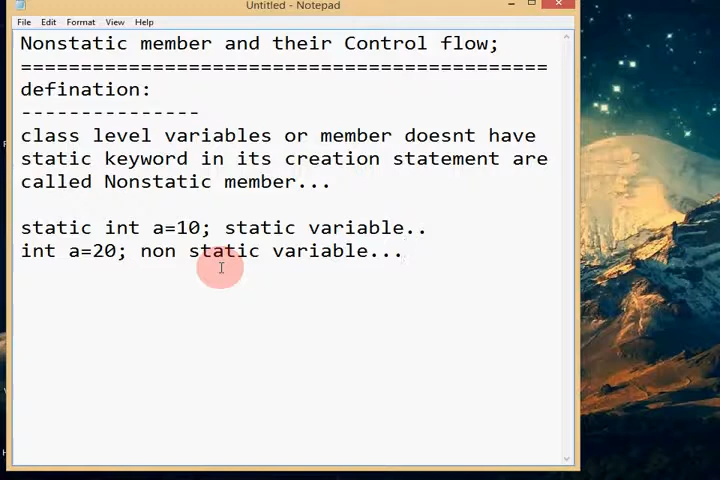 Untitled - Notepad
File Edit Format View Help
Nonstatic member and their Control flow;
============================================
defination:
---------------
class level variables or member doesnt have
static keyword in its creation statement are
called Nonstatic member...
static int a=10; static variable..
int a=20; non static variable...